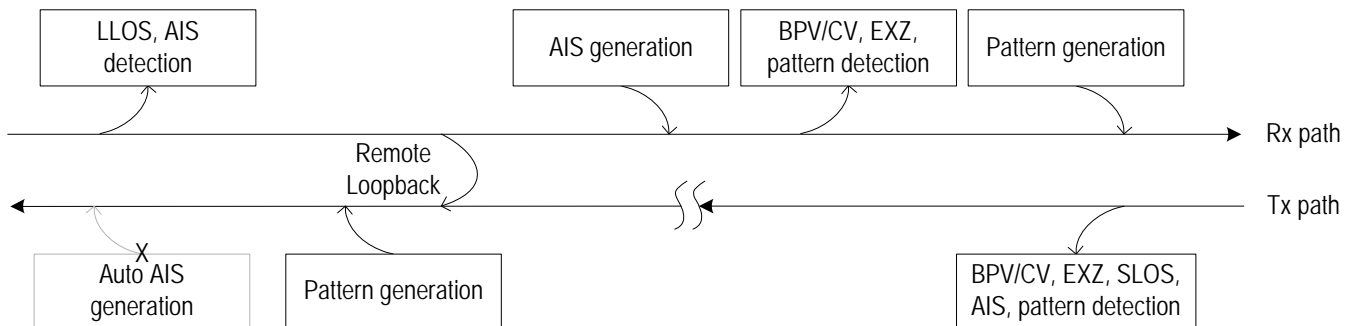 LLOS, AIS
detection
AIS generation
BPV/CV, EXZ,
pattern detection
Pattern generation
Rx path
Remote
Loopback
Tx path
X
Auto AIS
generation
Pattern generation
BPV/CV, EXZ, SLOS,
AIS, pattern detection